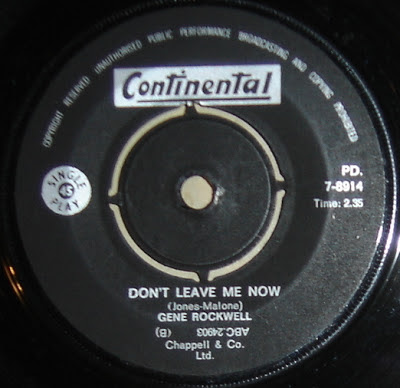 COPYRIGHT RESERVED UNAUTHORISED PUBLIC PERFORMANCE BROADCASTING AND COPYING PROHIBITED
Continental
SINGLE
45
PLAY
PD.
7-8914
Time: 2.35
DON'T LEAVE ME NOW
(Jones-Malone)
GENE ROCKWELL
ABC.24903 (B)
Chappell & Co.
Ltd.